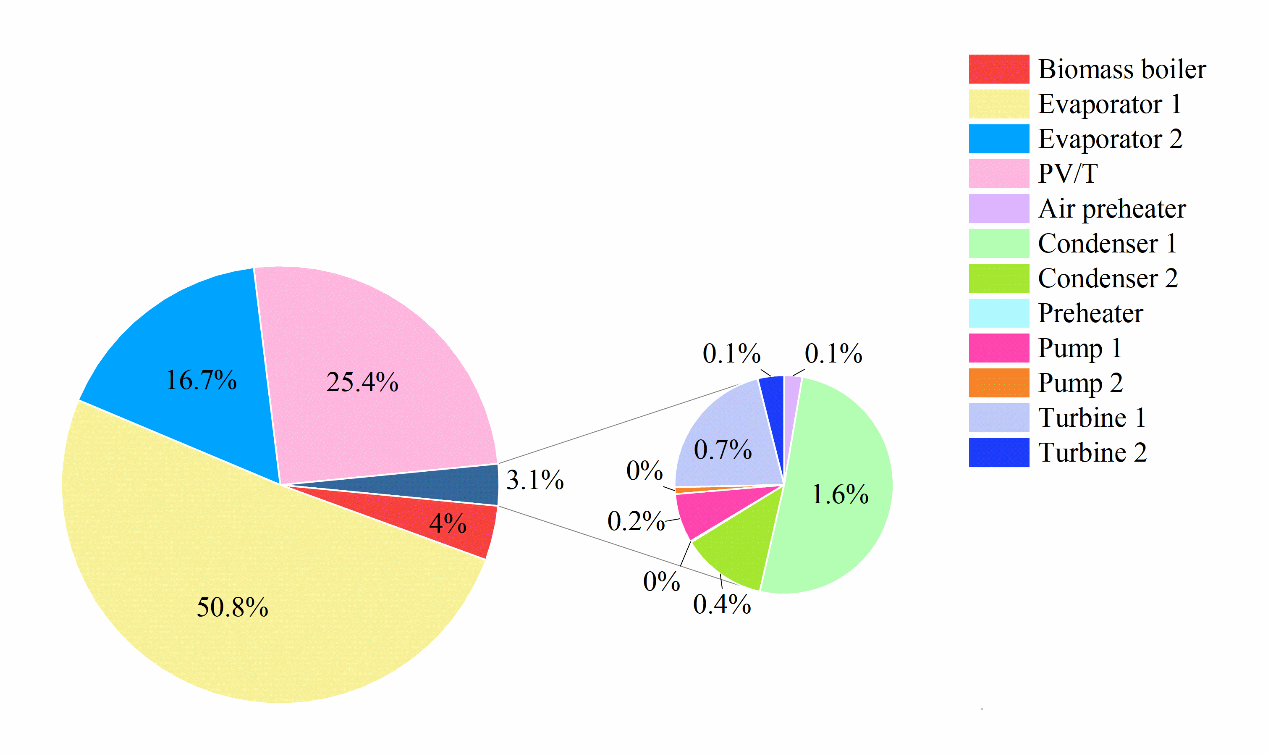 Biomass boiler
Evaporator 1
Evaporator 2
PV/T
Air preheater
Condenser 1
Condenser 2
Preheater
Pump 1
Pump 2
Turbine 1
Turbine 2
16.7%
25.4%
3.1%
4%
50.8%
0.1%
0.1%
0.7%
0%
1.6%
0.2%
0%
0.4%